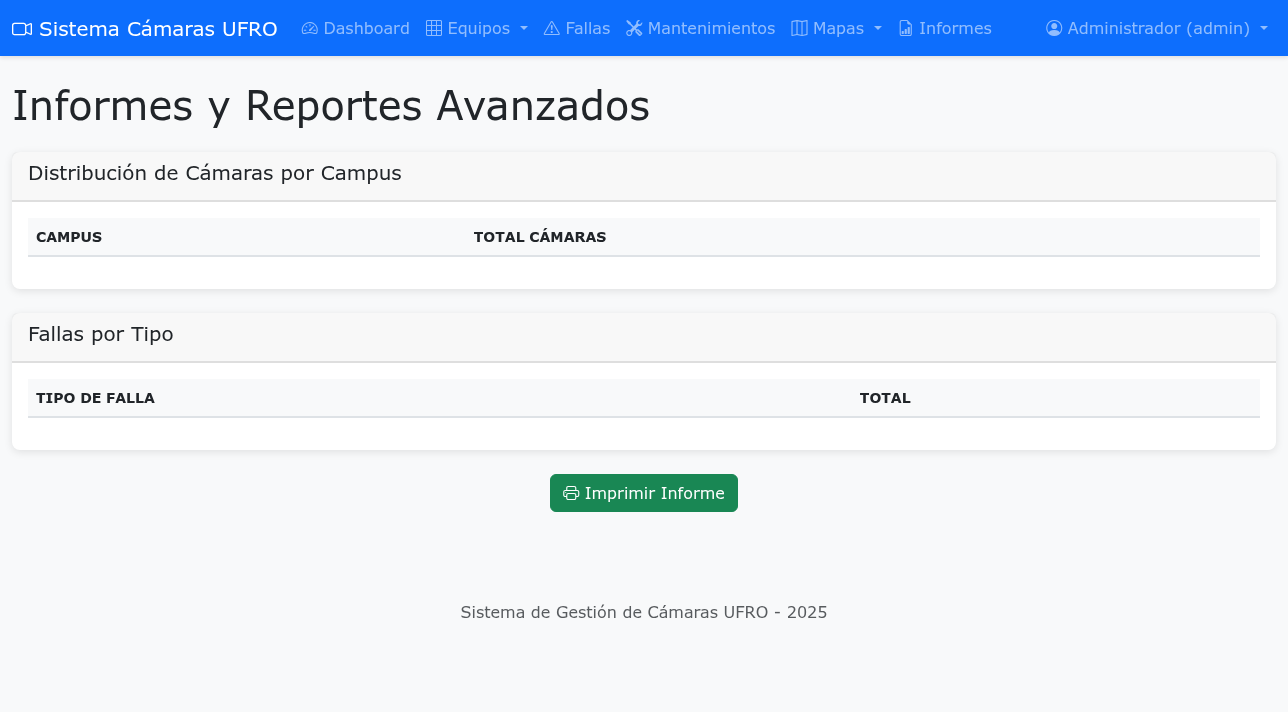 Sistema Cámaras UFRO Dashboard Equipos Fallas Mantenimientos Mapas Informes Administrador (admin)
Informes y Reportes Avanzados
Distribución de Cámaras por Campus
CAMPUS TOTAL CÁMARAS
Fallas por Tipo
TIPO DE FALLA TOTAL
Imprimir Informe
Sistema de Gestión de Cámaras UFRO - 2025